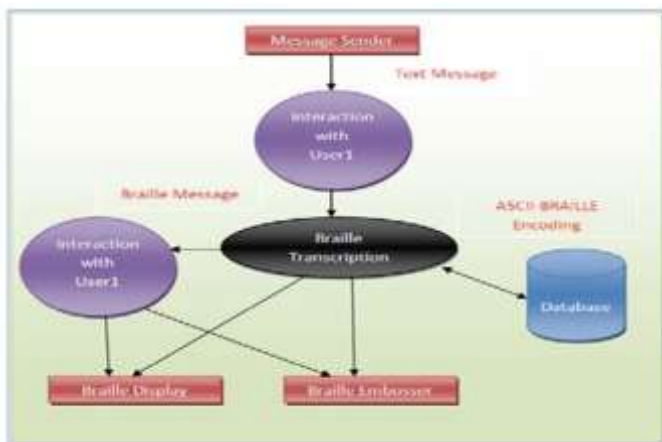 Message Sender
Text Message
Interaction
with
User1
Braille Message
ASCII-BRAILLE
Encoding
Braille
Transcription
Interaction
with
User1
Database
Braille Display
Braille Embosser